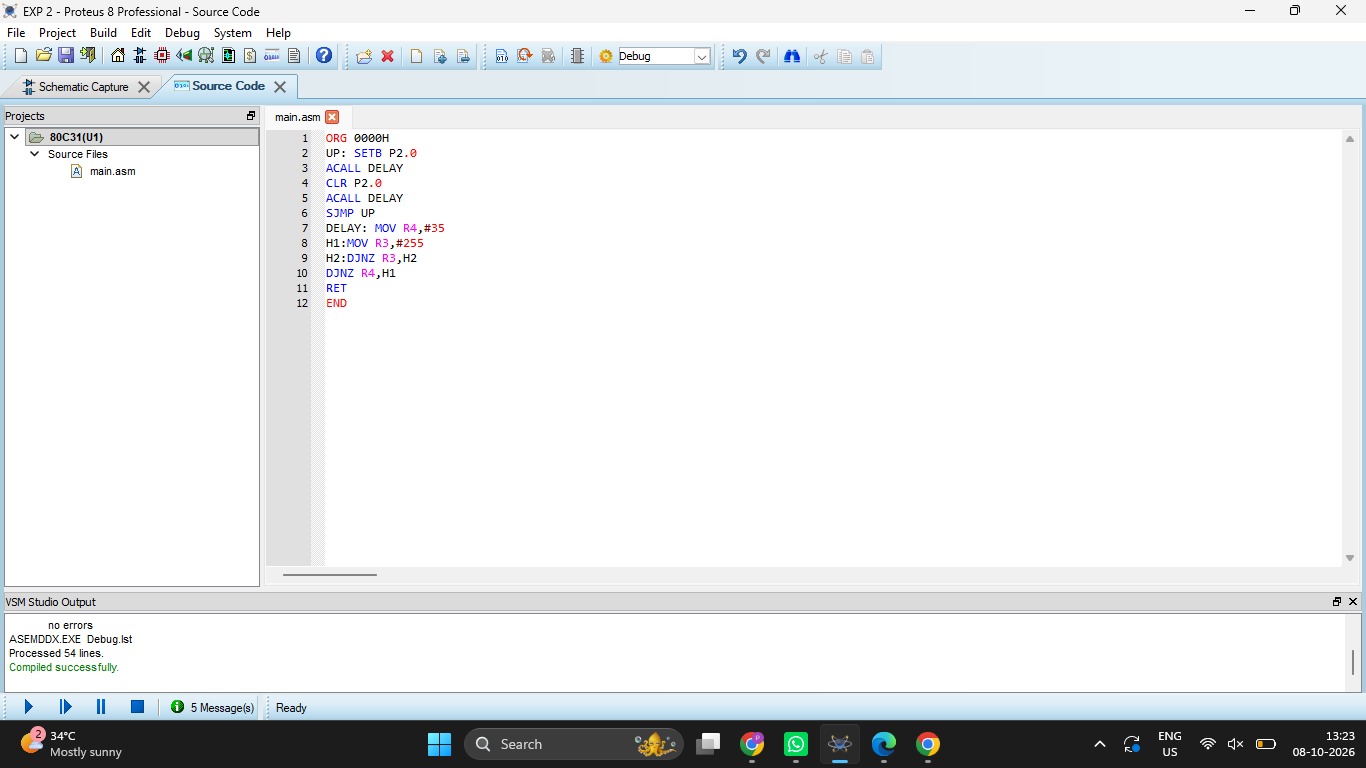 EXP 2 - Proteus 8 Professional - Source Code
File Project Build Edit Debug System Help
Debug
Schematic Capture
Source Code
Projects
main.asm
80C31(U1)
Source Files
main.asm
1 ORG 0000H
2 UP: SETB P2.0
3 ACALL DELAY
4 CLR P2.0
5 ACALL DELAY
6 SJMP UP
7 DELAY: MOV R4,#35
8 H1:MOV R3,#255
9 H2:DJNZ R3,H2
10 DJNZ R4,H1
11 RET
12 END
VSM Studio Output
no errors
ASEMDDX.EXE Debug.lst
Processed 54 lines.
Compiled successfully.
5 Message(s) Ready
2
34°C
Mostly sunny
Search
ENG
US
13:23
08-10-2026